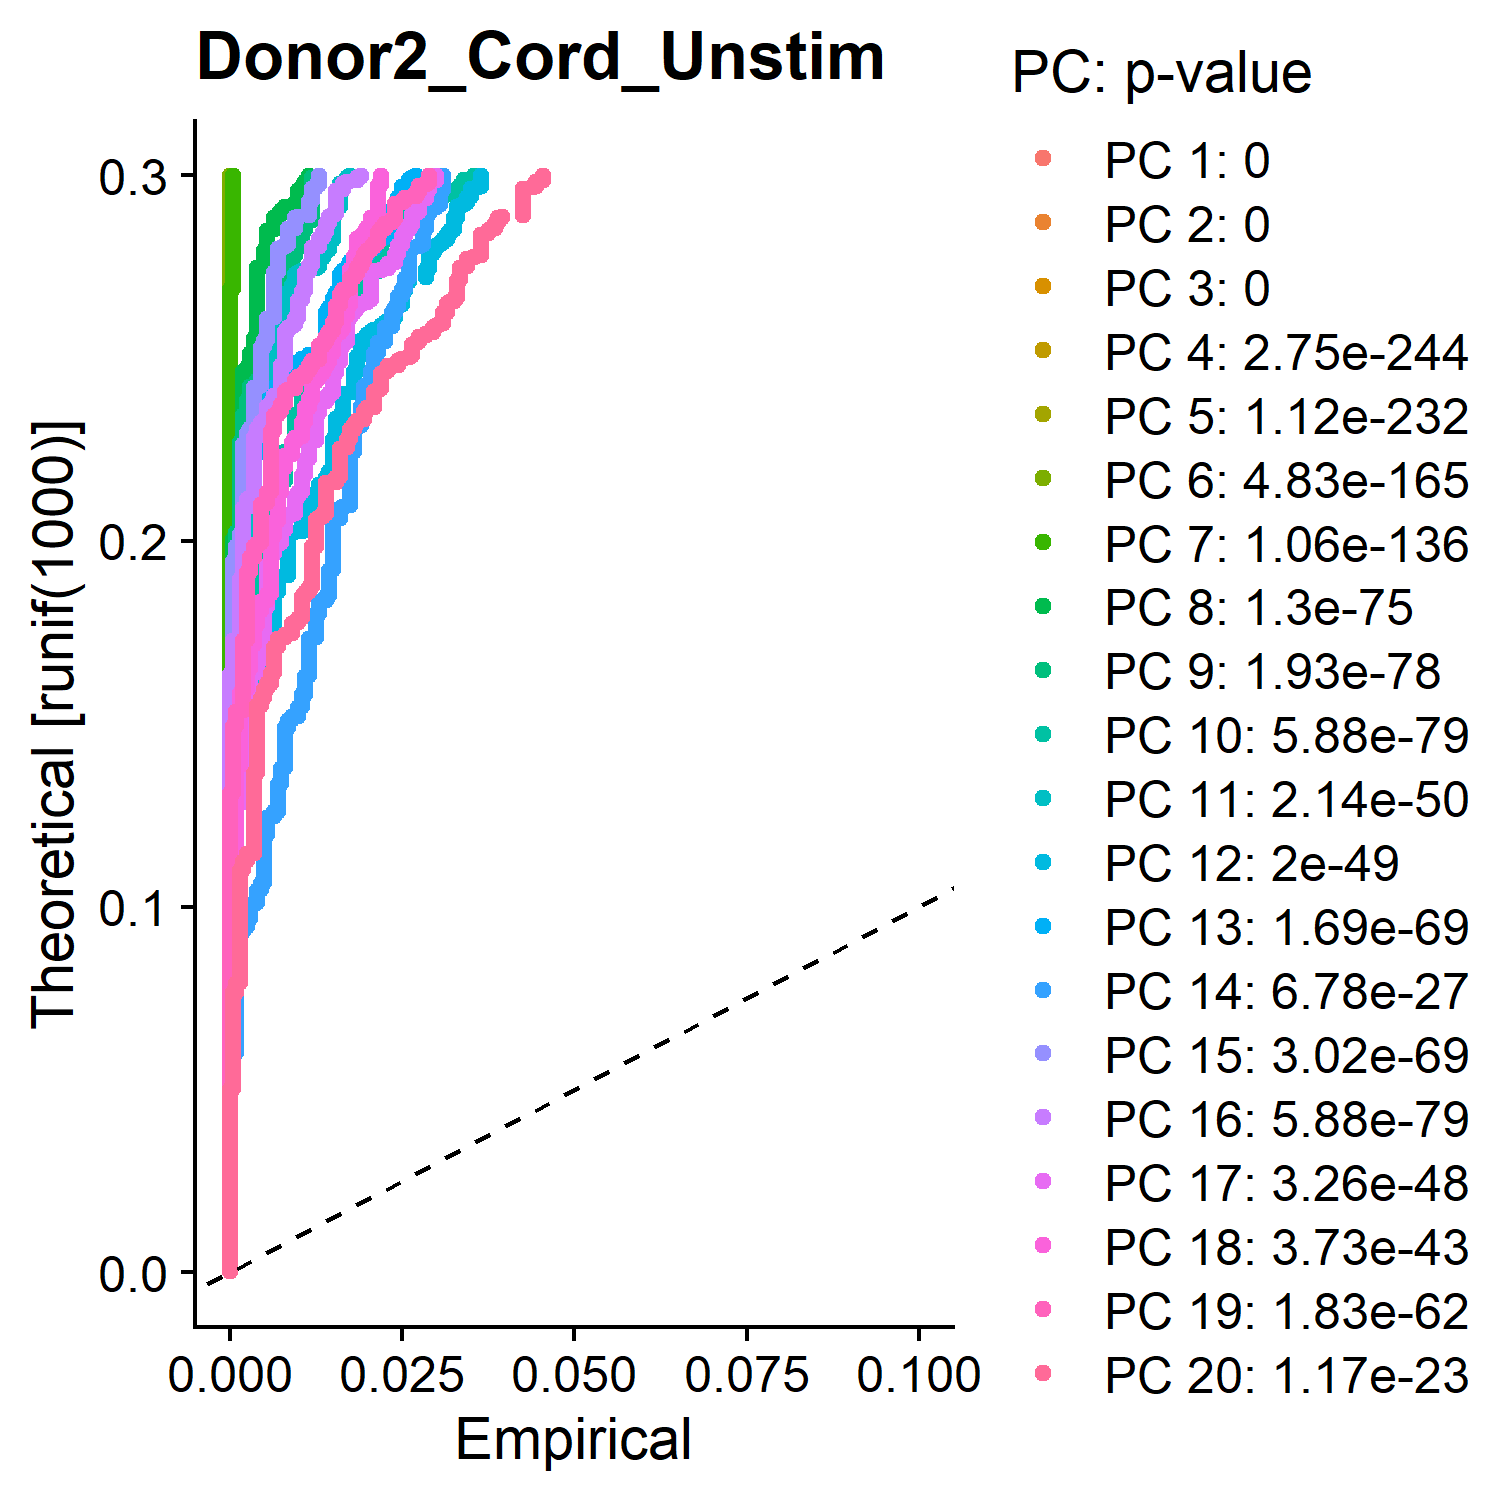 Donor2_Cord_Unstim
PC: p-value
PC 1: 0
PC 2: 0
PC 3: 0
PC 4: 2.75e-244
PC 5: 1.12e-232
PC 6: 4.83e-165
PC 7: 1.06e-136
PC 8: 1.3e-75
PC 9: 1.93e-78
PC 10: 5.88e-79
PC 11: 2.14e-50
PC 12: 2e-49
PC 13: 1.69e-69
PC 14: 6.78e-27
PC 15: 3.02e-69
PC 16: 5.88e-79
PC 17: 3.26e-48
PC 18: 3.73e-43
PC 19: 1.83e-62
PC 20: 1.17e-23
Theoretical [runif(1000)]
0.3
0.2
0.1
0.0
0.000 0.025 0.050 0.075 0.100
Empirical